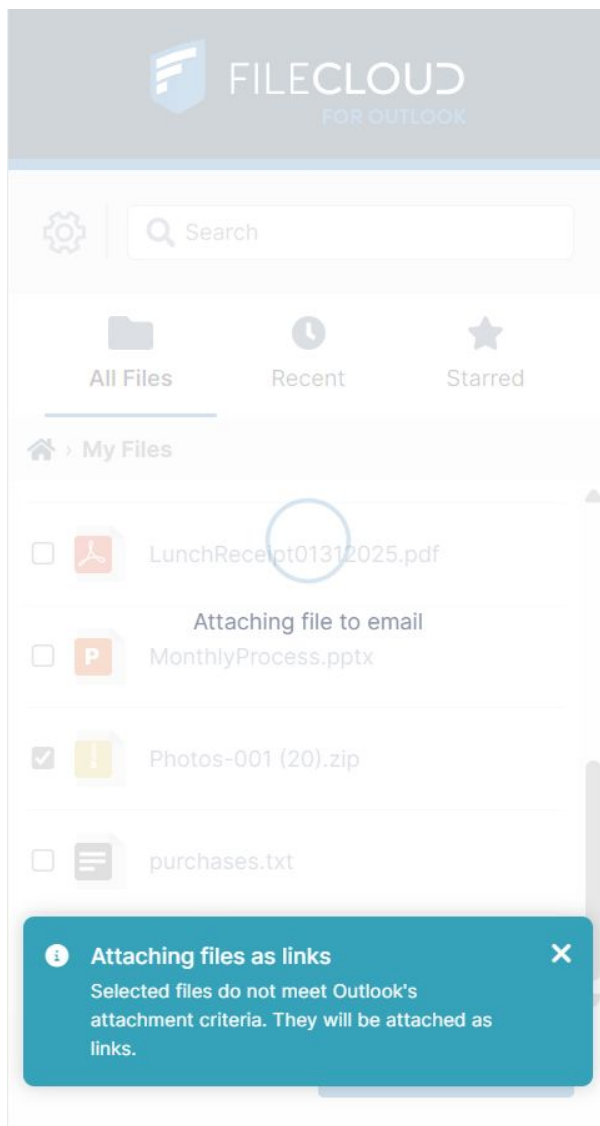 FILECLOUD
FOR OUTLOOK
Search
All Files
Recent
Starred
My Files
LunchReceipt01312025.pdf
Attaching file to email
P
MonthlyProcess.pptx
Photos-001 (20).zip
purchases.txt
Attaching files as links
Selected files do not meet Outlook's
attachment criteria. They will be attached as
links.